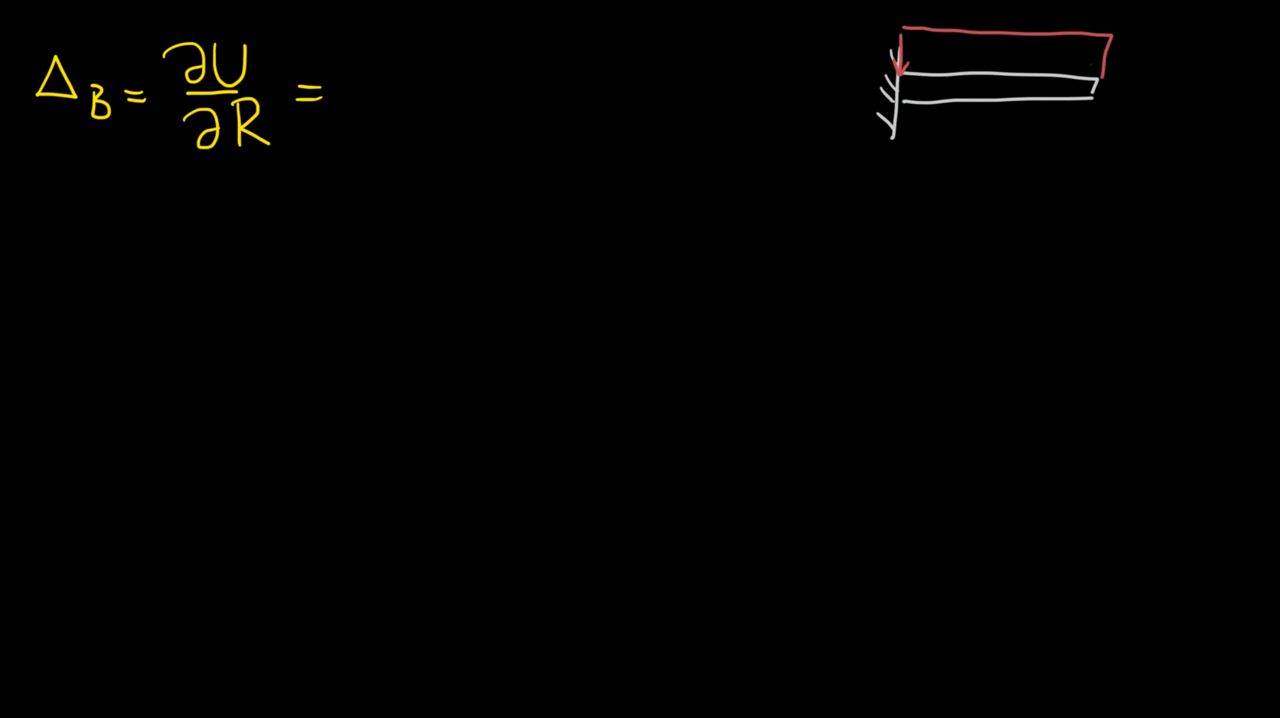 Δ_B = ∂U/∂R =